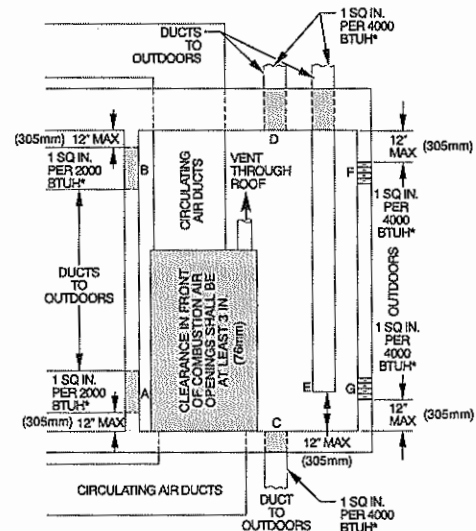 DUCTS
TO
OUTDOORS
1 SQ IN.
PER 4000
BTUH*
12" MAX
(305mm)
1 SQ IN.
PER 2000
BTUH*
B
DUCTS
TO
OUTDOORS
1 SQ IN.
PER 2000
BTUH*
A
(305mm)
12" MAX
CIRCULATING
AIR DUCTS
VENT
THROUGH
ROOF
D
CLEARANCE IN FRONT
OF COMBUSTION AIR
OPENINGS SHALL BE
AT LEAST 3 IN.
(76mm)
E
C
12" MAX
(305mm)
12"
MAX
(305mm)
F
1 SQ IN.
PER
4000
BTUH*
OUTDOORS
1 SQ IN.
PER
4000
BTUH*
G
12"
MAX
(305mm)
CIRCULATING AIR DUCTS
DUCT
TO
OUTDOORS
1 SQ IN.
PER 4000
BTUH*